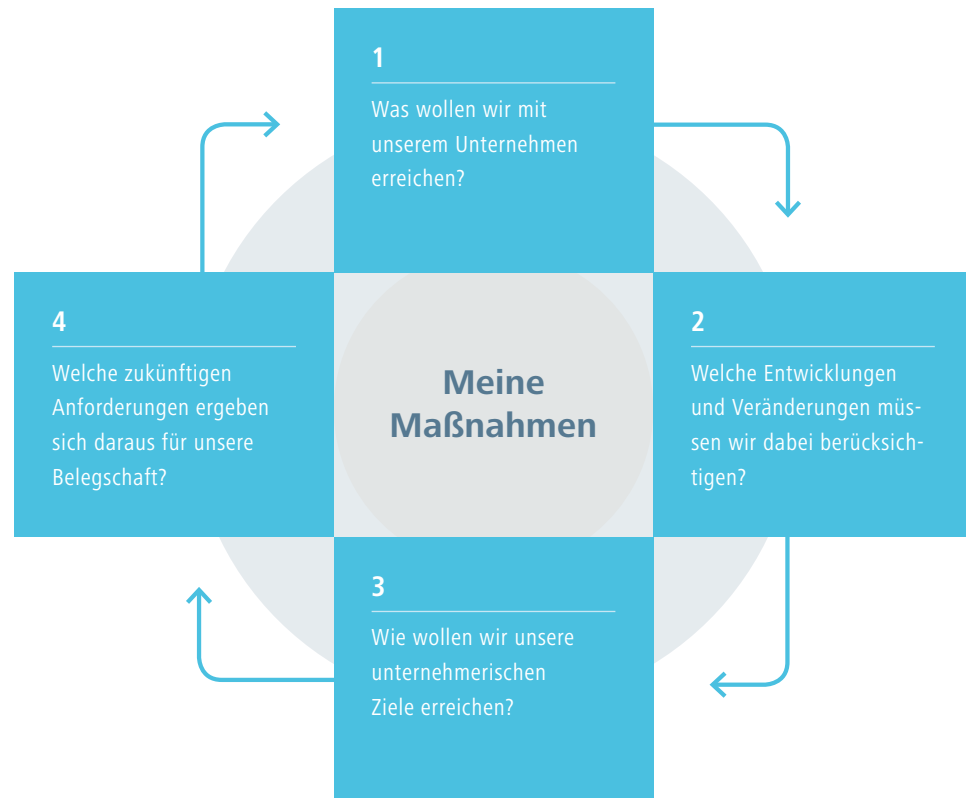 1
Was wollen wir mit
unserem Unternehmen
erreichen?
2
Welche Entwicklungen
und Veränderungen müs-
sen wir dabei berücksich-
tigen?
3
Wie wollen wir unsere
unternehmerischen
Ziele erreichen?
4
Welche zukünftigen
Anforderungen ergeben
sich daraus für unsere
Belegschaft?
Meine
Maßnahmen